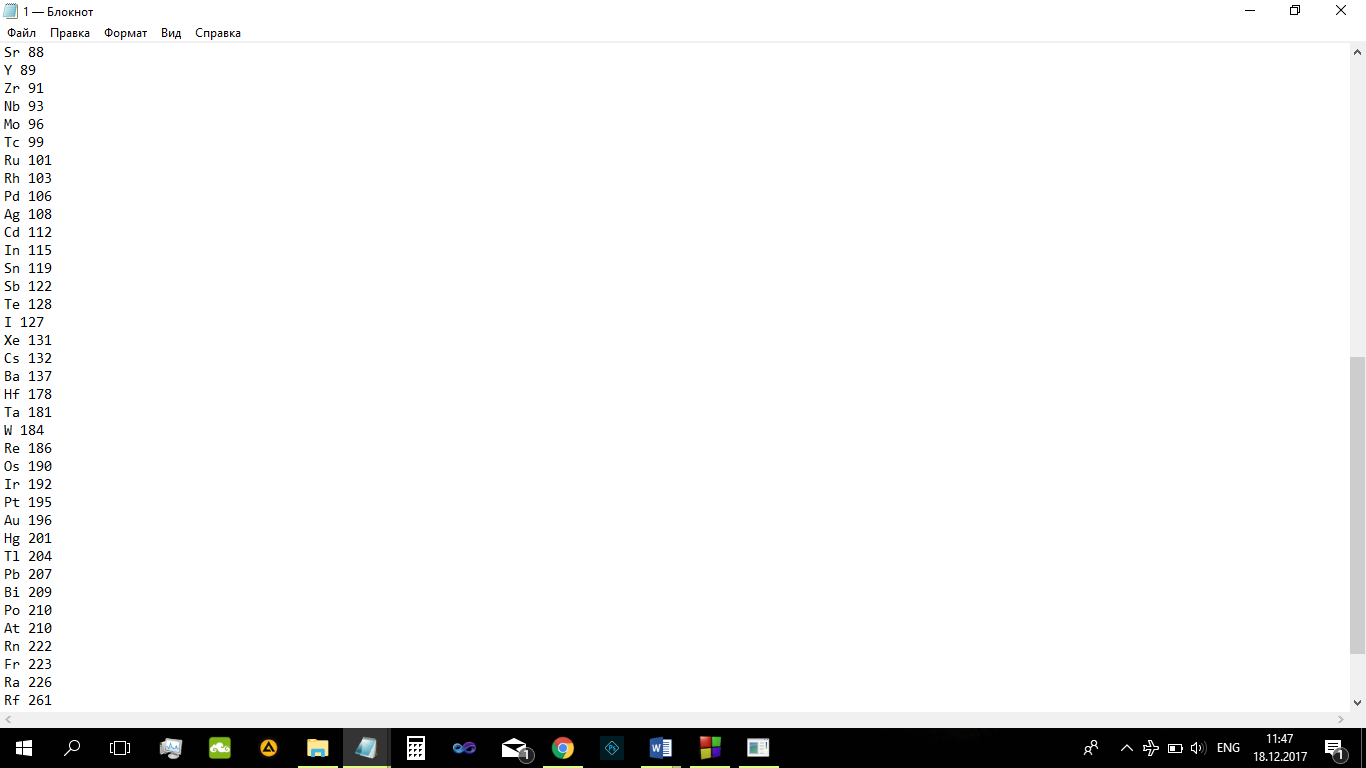 1 — Блокнот
Файл Правка Формат Вид Справка
Sr 88
Y 89
Zr 91
Nb 93
Mo 96
Tc 99
Ru 101
Rh 103
Pd 106
Ag 108
Cd 112
In 115
Sn 119
Sb 122
Te 128
I 127
Xe 131
Cs 132
Ba 137
Hf 178
Ta 181
W 184
Re 186
Os 190
Ir 192
Pt 195
Au 196
Hg 201
Tl 204
Pb 207
Bi 209
Po 210
At 210
Rn 222
Fr 223
Ra 226
Rf 261
1
Ps
W
ENG
11:47
18.12.2017
1